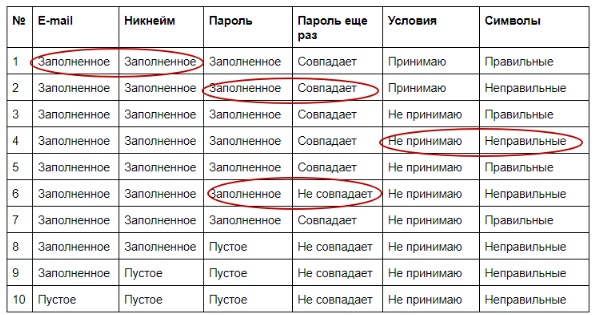 № E-mail Никнейм Пароль Пароль еще раз Условия Символы
1 Заполненное Заполненное Заполненное Совпадает Принимаю Правильные
2 Заполненное Заполненное Заполненное Совпадает Принимаю Неправильные
3 Заполненное Заполненное Заполненное Совпадает Не принимаю Правильные
4 Заполненное Заполненное Заполненное Совпадает Не принимаю Неправильные
5 Заполненное Заполненное Заполненное Совпадает Не принимаю Правильные
6 Заполненное Заполненное Заполненное Не совпадает Не принимаю Неправильные
7 Заполненное Заполненное Заполненное Совпадает Не принимаю Правильные
8 Заполненное Заполненное Пустое Не совпадает Не принимаю Неправильные
9 Заполненное Пустое Пустое Не совпадает Не принимаю Неправильные
10 Пустое Пустое Пустое Не совпадает Не принимаю Неправильные